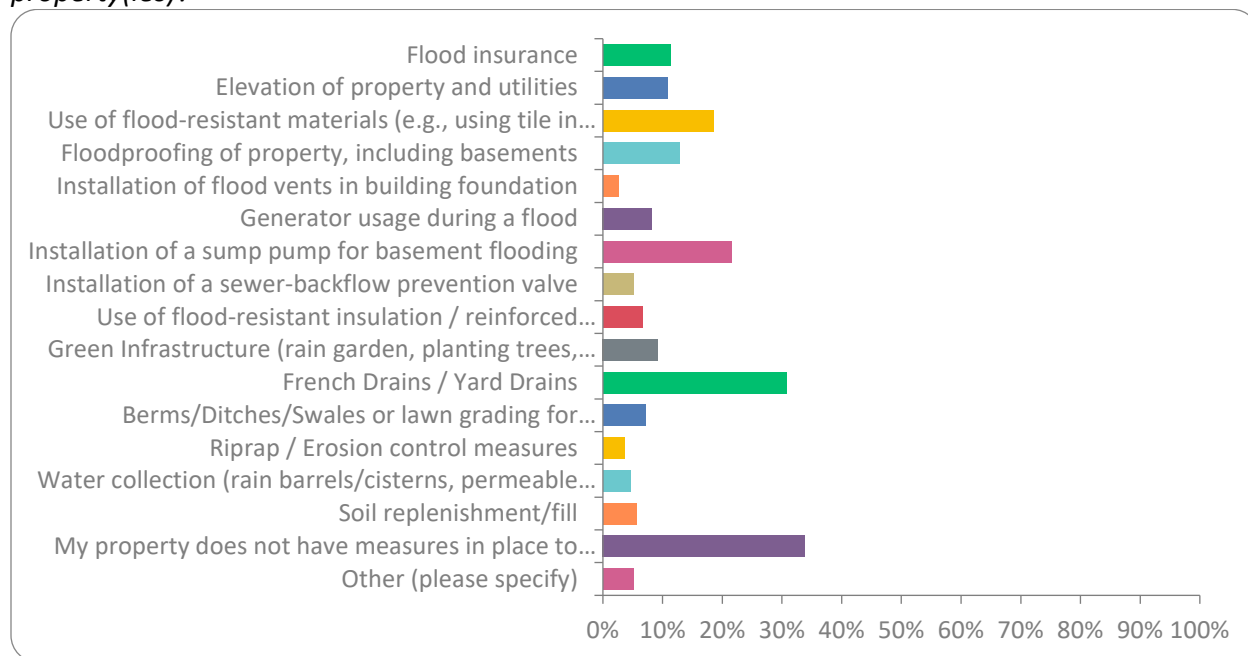 property(ies)?
Flood insurance
Elevation of property and utilities
Use of flood-resistant materials (e.g., using tile in...
Floodproofing of property, including basements
Installation of flood vents in building foundation
Generator usage during a flood
Installation of a sump pump for basement flooding
Installation of a sewer-backflow prevention valve
Use of flood-resistant insulation / reinforced...
Green Infrastructure (rain garden, planting trees,...
French Drains / Yard Drains
Berms/Ditches/Swales or lawn grading for...
Riprap / Erosion control measures
Water collection (rain barrels/cisterns, permeable...
Soil replenishment/fill
My property does not have measures in place to...
Other (please specify)
0% 10% 20% 30% 40% 50% 60% 70% 80% 90% 100%